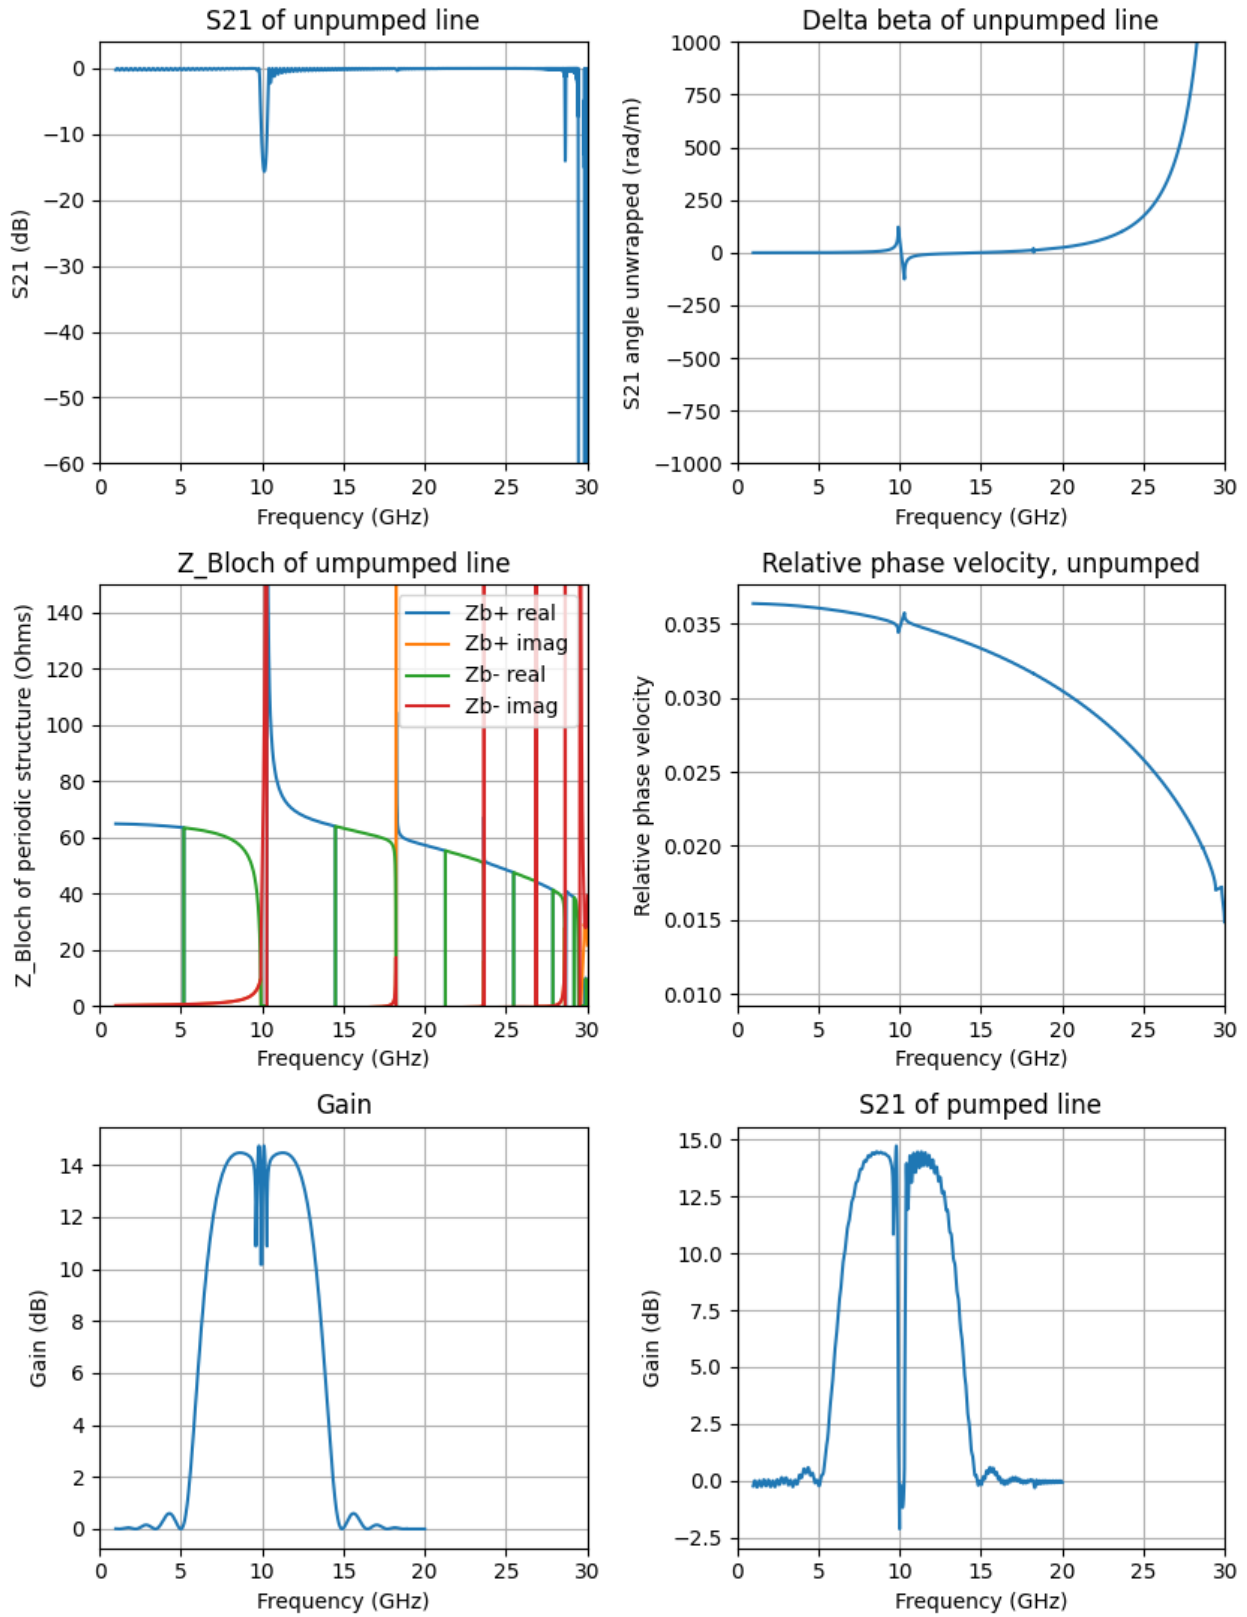 S21 of unpumped line
S21 (dB)
0
−10
−20
−30
−40
−50
−60
0 5 10 15 20 25 30
Frequency (GHz)
Delta beta of unpumped line
S21 angle unwrapped (rad/m)
1000
750
500
250
0
−250
−500
−750
−1000
0 5 10 15 20 25 30
Frequency (GHz)
Z_Bloch of umpumped line
Z_Bloch of periodic structure (Ohms)
140
120
100
80
60
40
20
0
Zb+ real
Zb+ imag
Zb- real
Zb- imag
0 5 10 15 20 25 30
Frequency (GHz)
Relative phase velocity, unpumped
Relative phase velocity
0.035
0.030
0.025
0.020
0.015
0.010
0 5 10 15 20 25 30
Frequency (GHz)
Gain
Gain (dB)
14
12
10
8
6
4
2
0
0 5 10 15 20 25 30
Frequency (GHz)
S21 of pumped line
Gain (dB)
15.0
12.5
10.0
7.5
5.0
2.5
0.0
−2.5
0 5 10 15 20 25 30
Frequency (GHz)